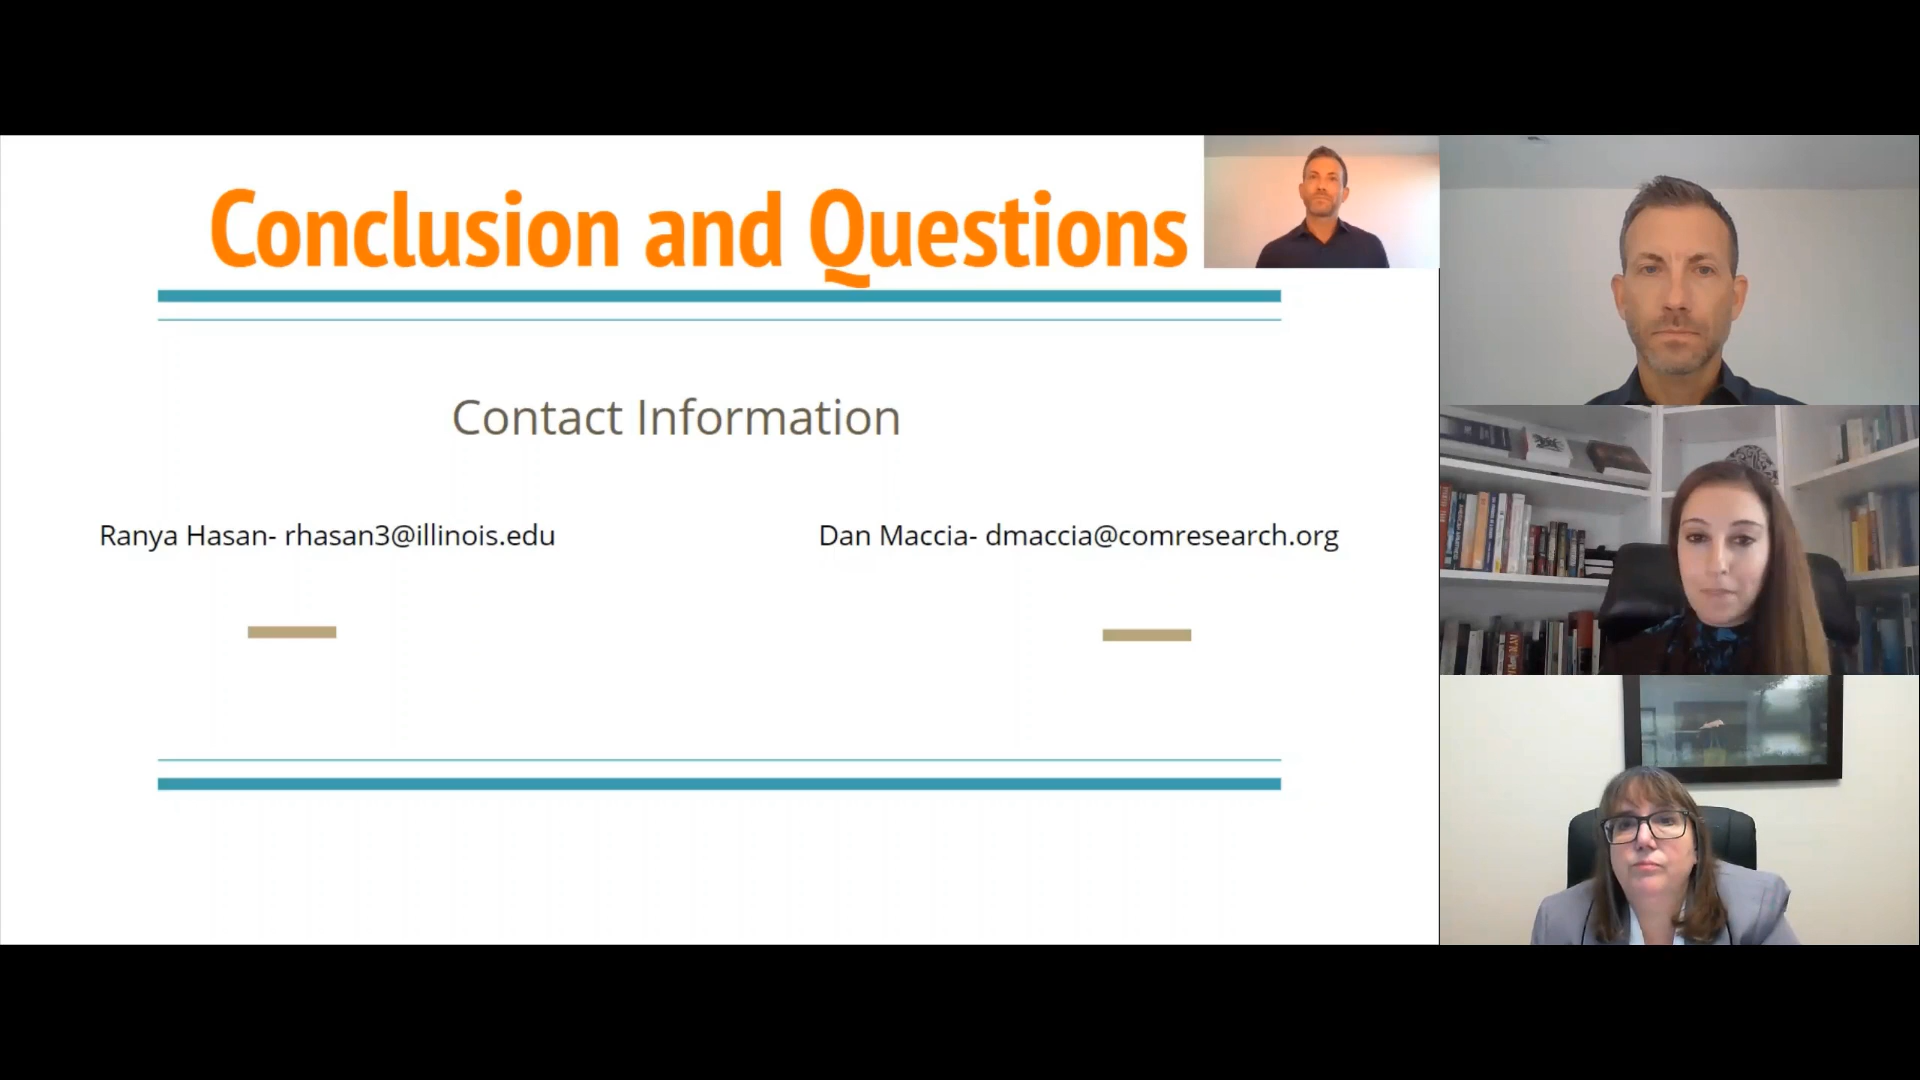 Conclusion and Questions
Contact Information
Ranya Hasan- rhasan3@illinois.edu
Dan Maccia- dmaccia@comresearch.org